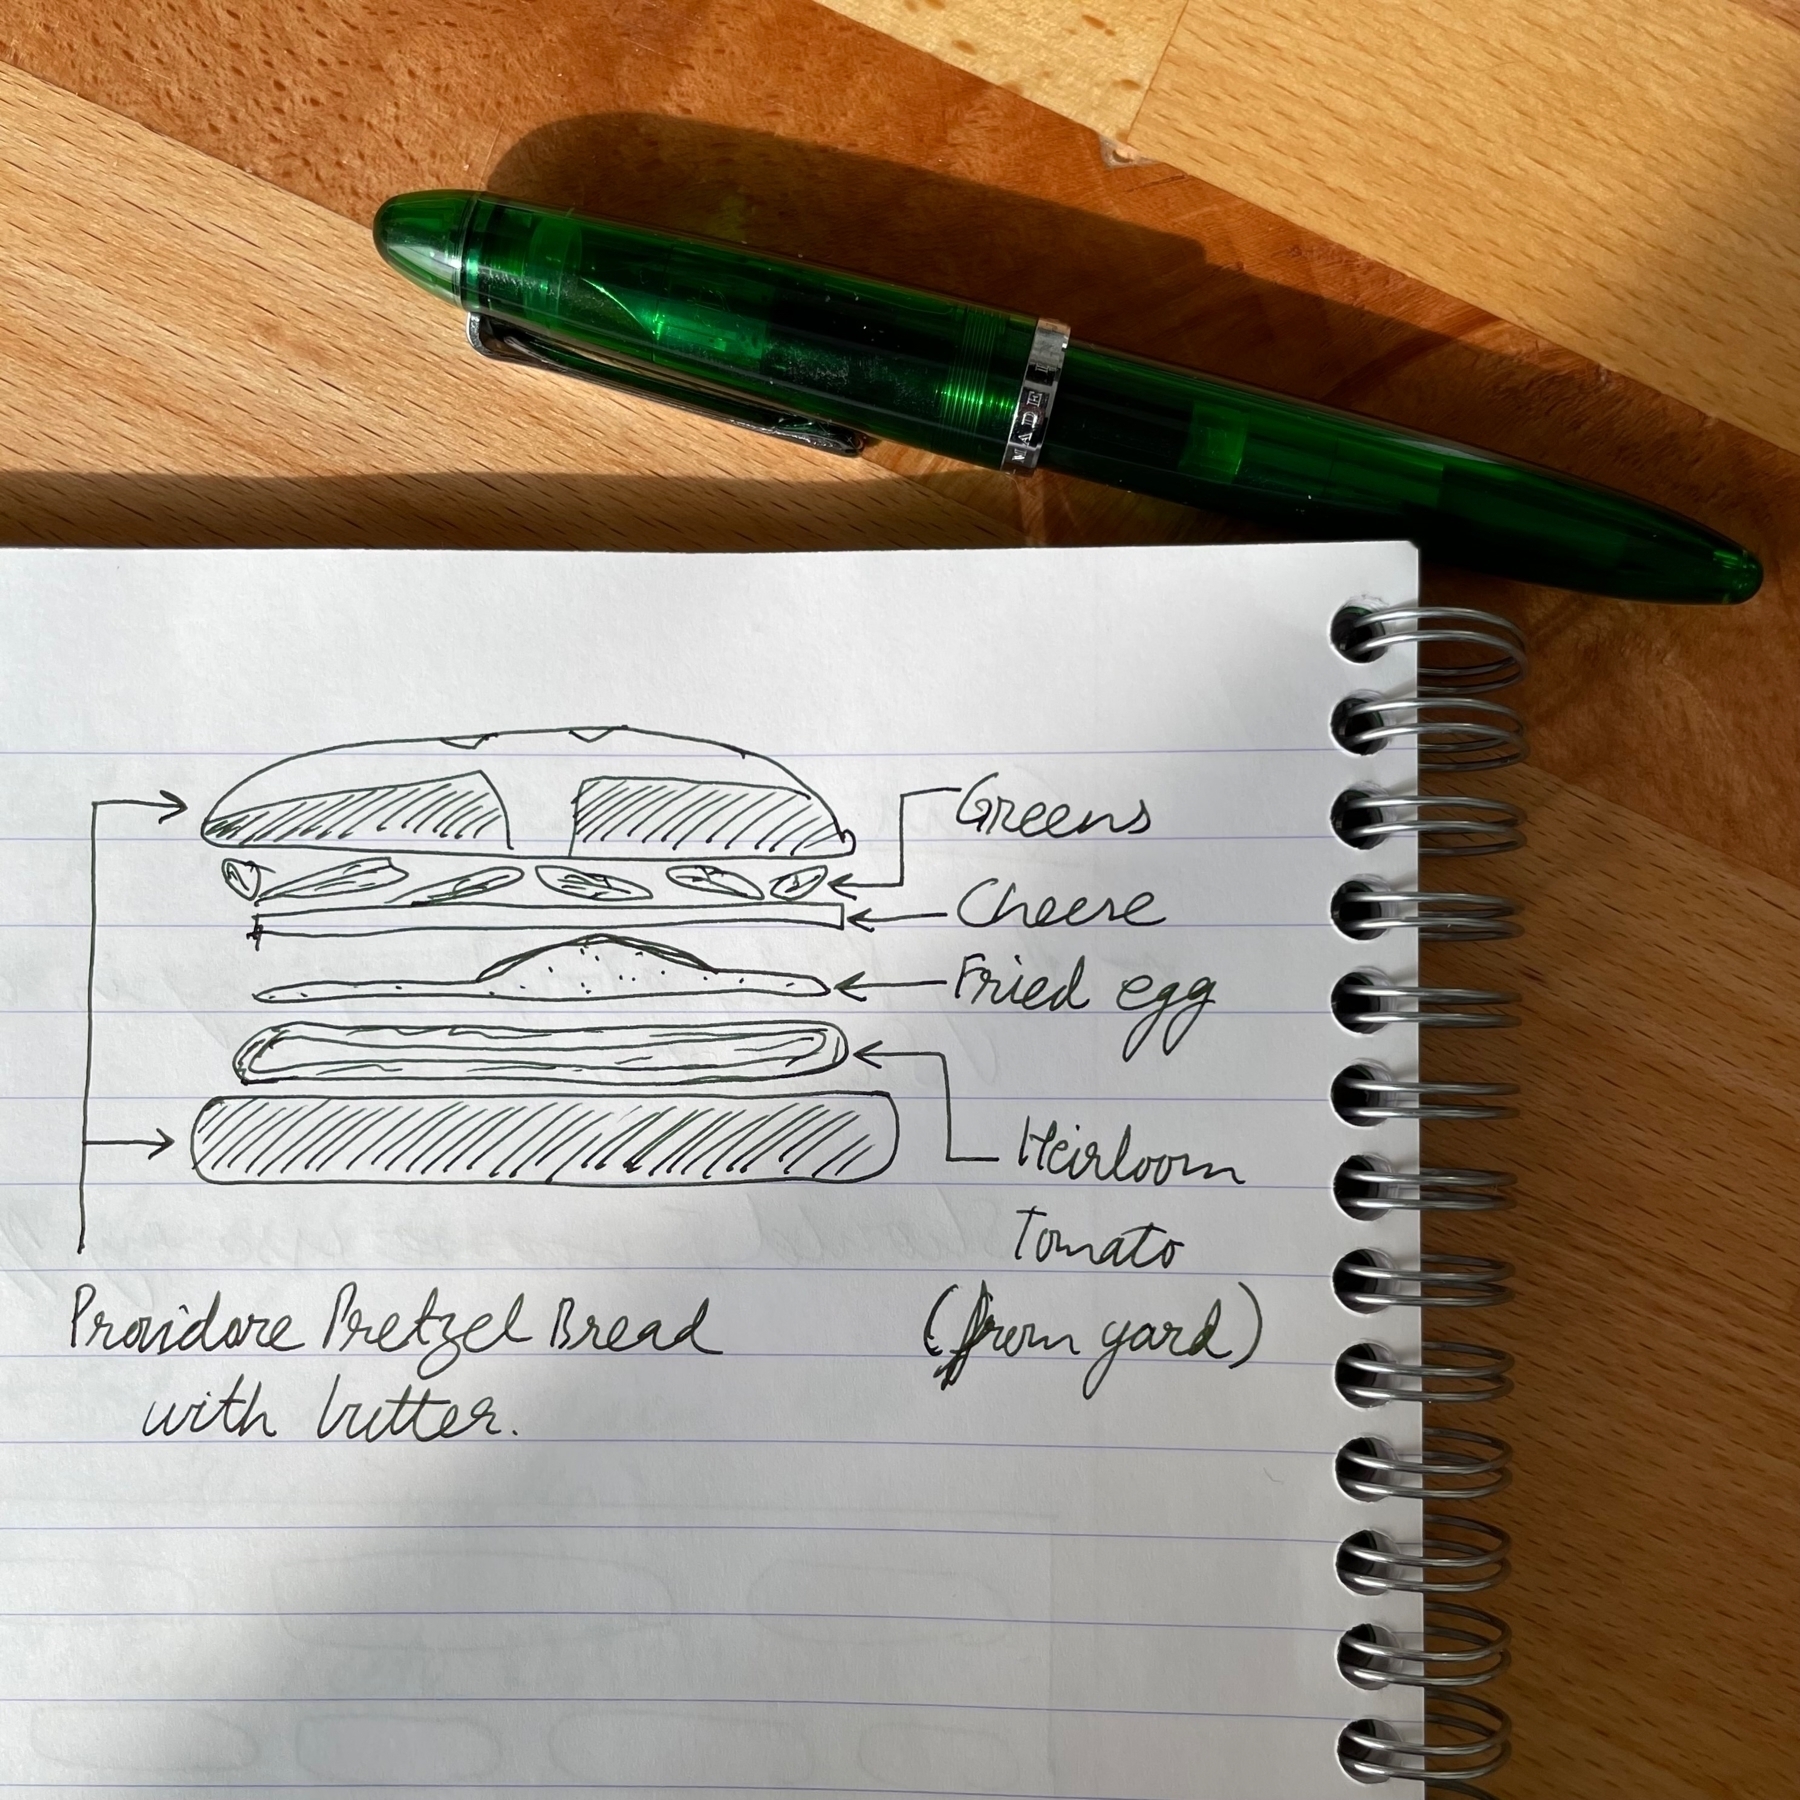 MADE I
Greens
Cheese
Fried egg
Heirloom
Tomato
(from yard)
Providore Pretzel Bread
with butter.